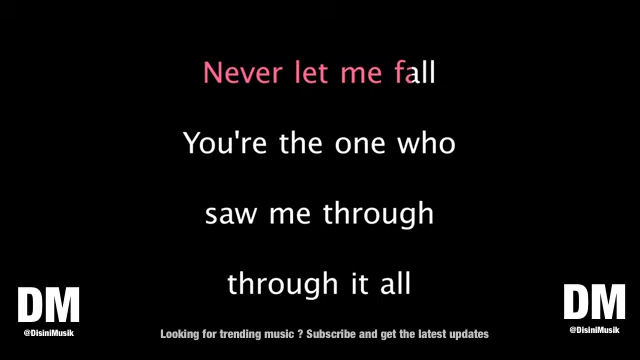 Never let me fall
You're the one who
saw me through
through it all
DM
@DisiniMusik
DM
@DisiniMusik
Looking for trending music ? Subscribe and get the latest updates